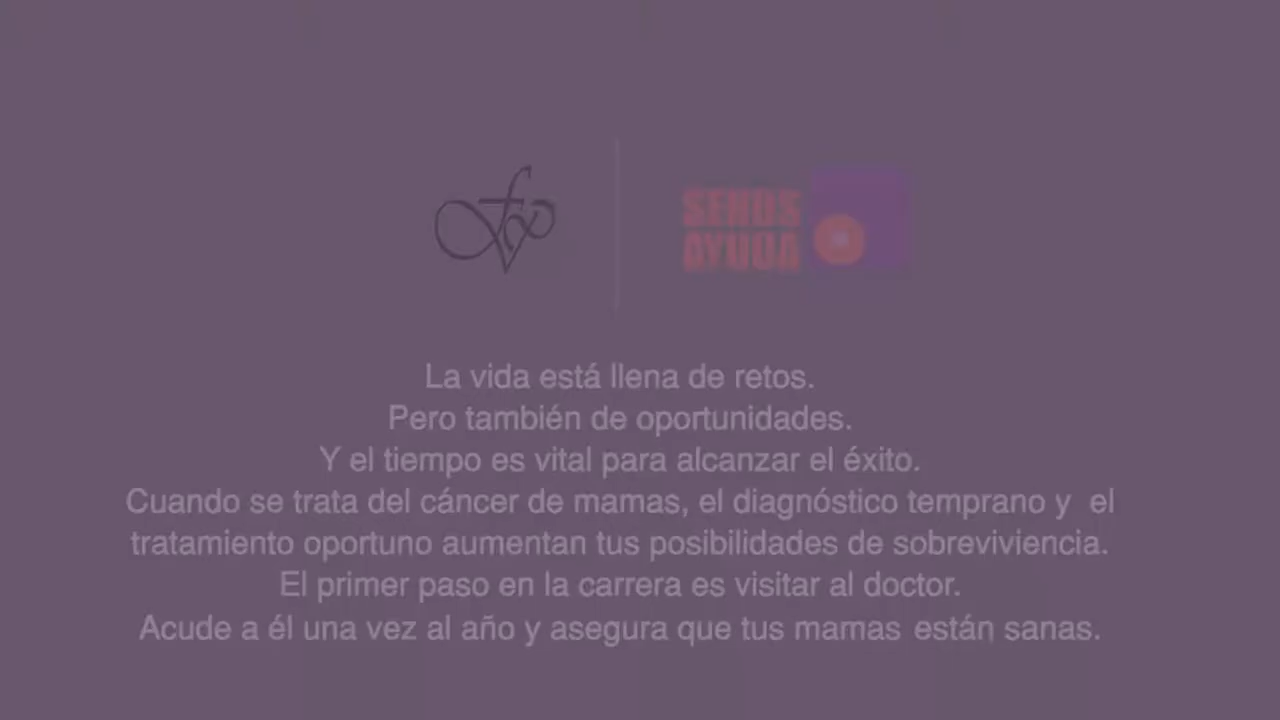 SENOS
AYUDA
La vida está llena de retos.
Pero también de oportunidades.
Y el tiempo es vital para alcanzar el éxito.
Cuando se trata del cáncer de mamas, el diagnóstico temprano y el
tratamiento oportuno aumentan tus posibilidades de sobreviviencia.
El primer paso en la carrera es visitar al doctor.
Acude a él una vez al año y asegura que tus mamas están sanas.